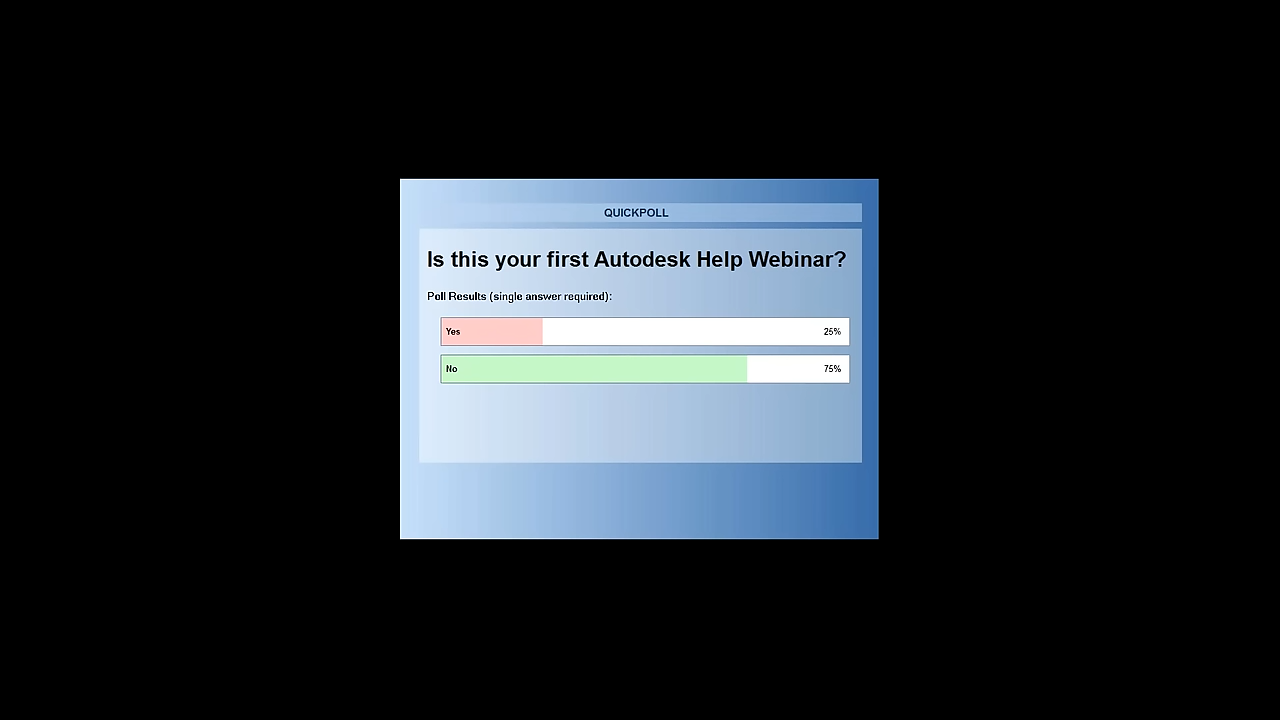 QUICKPOLL
Is this your first Autodesk Help Webinar?
Poll Results (single answer required):
Yes 25%
No 75%